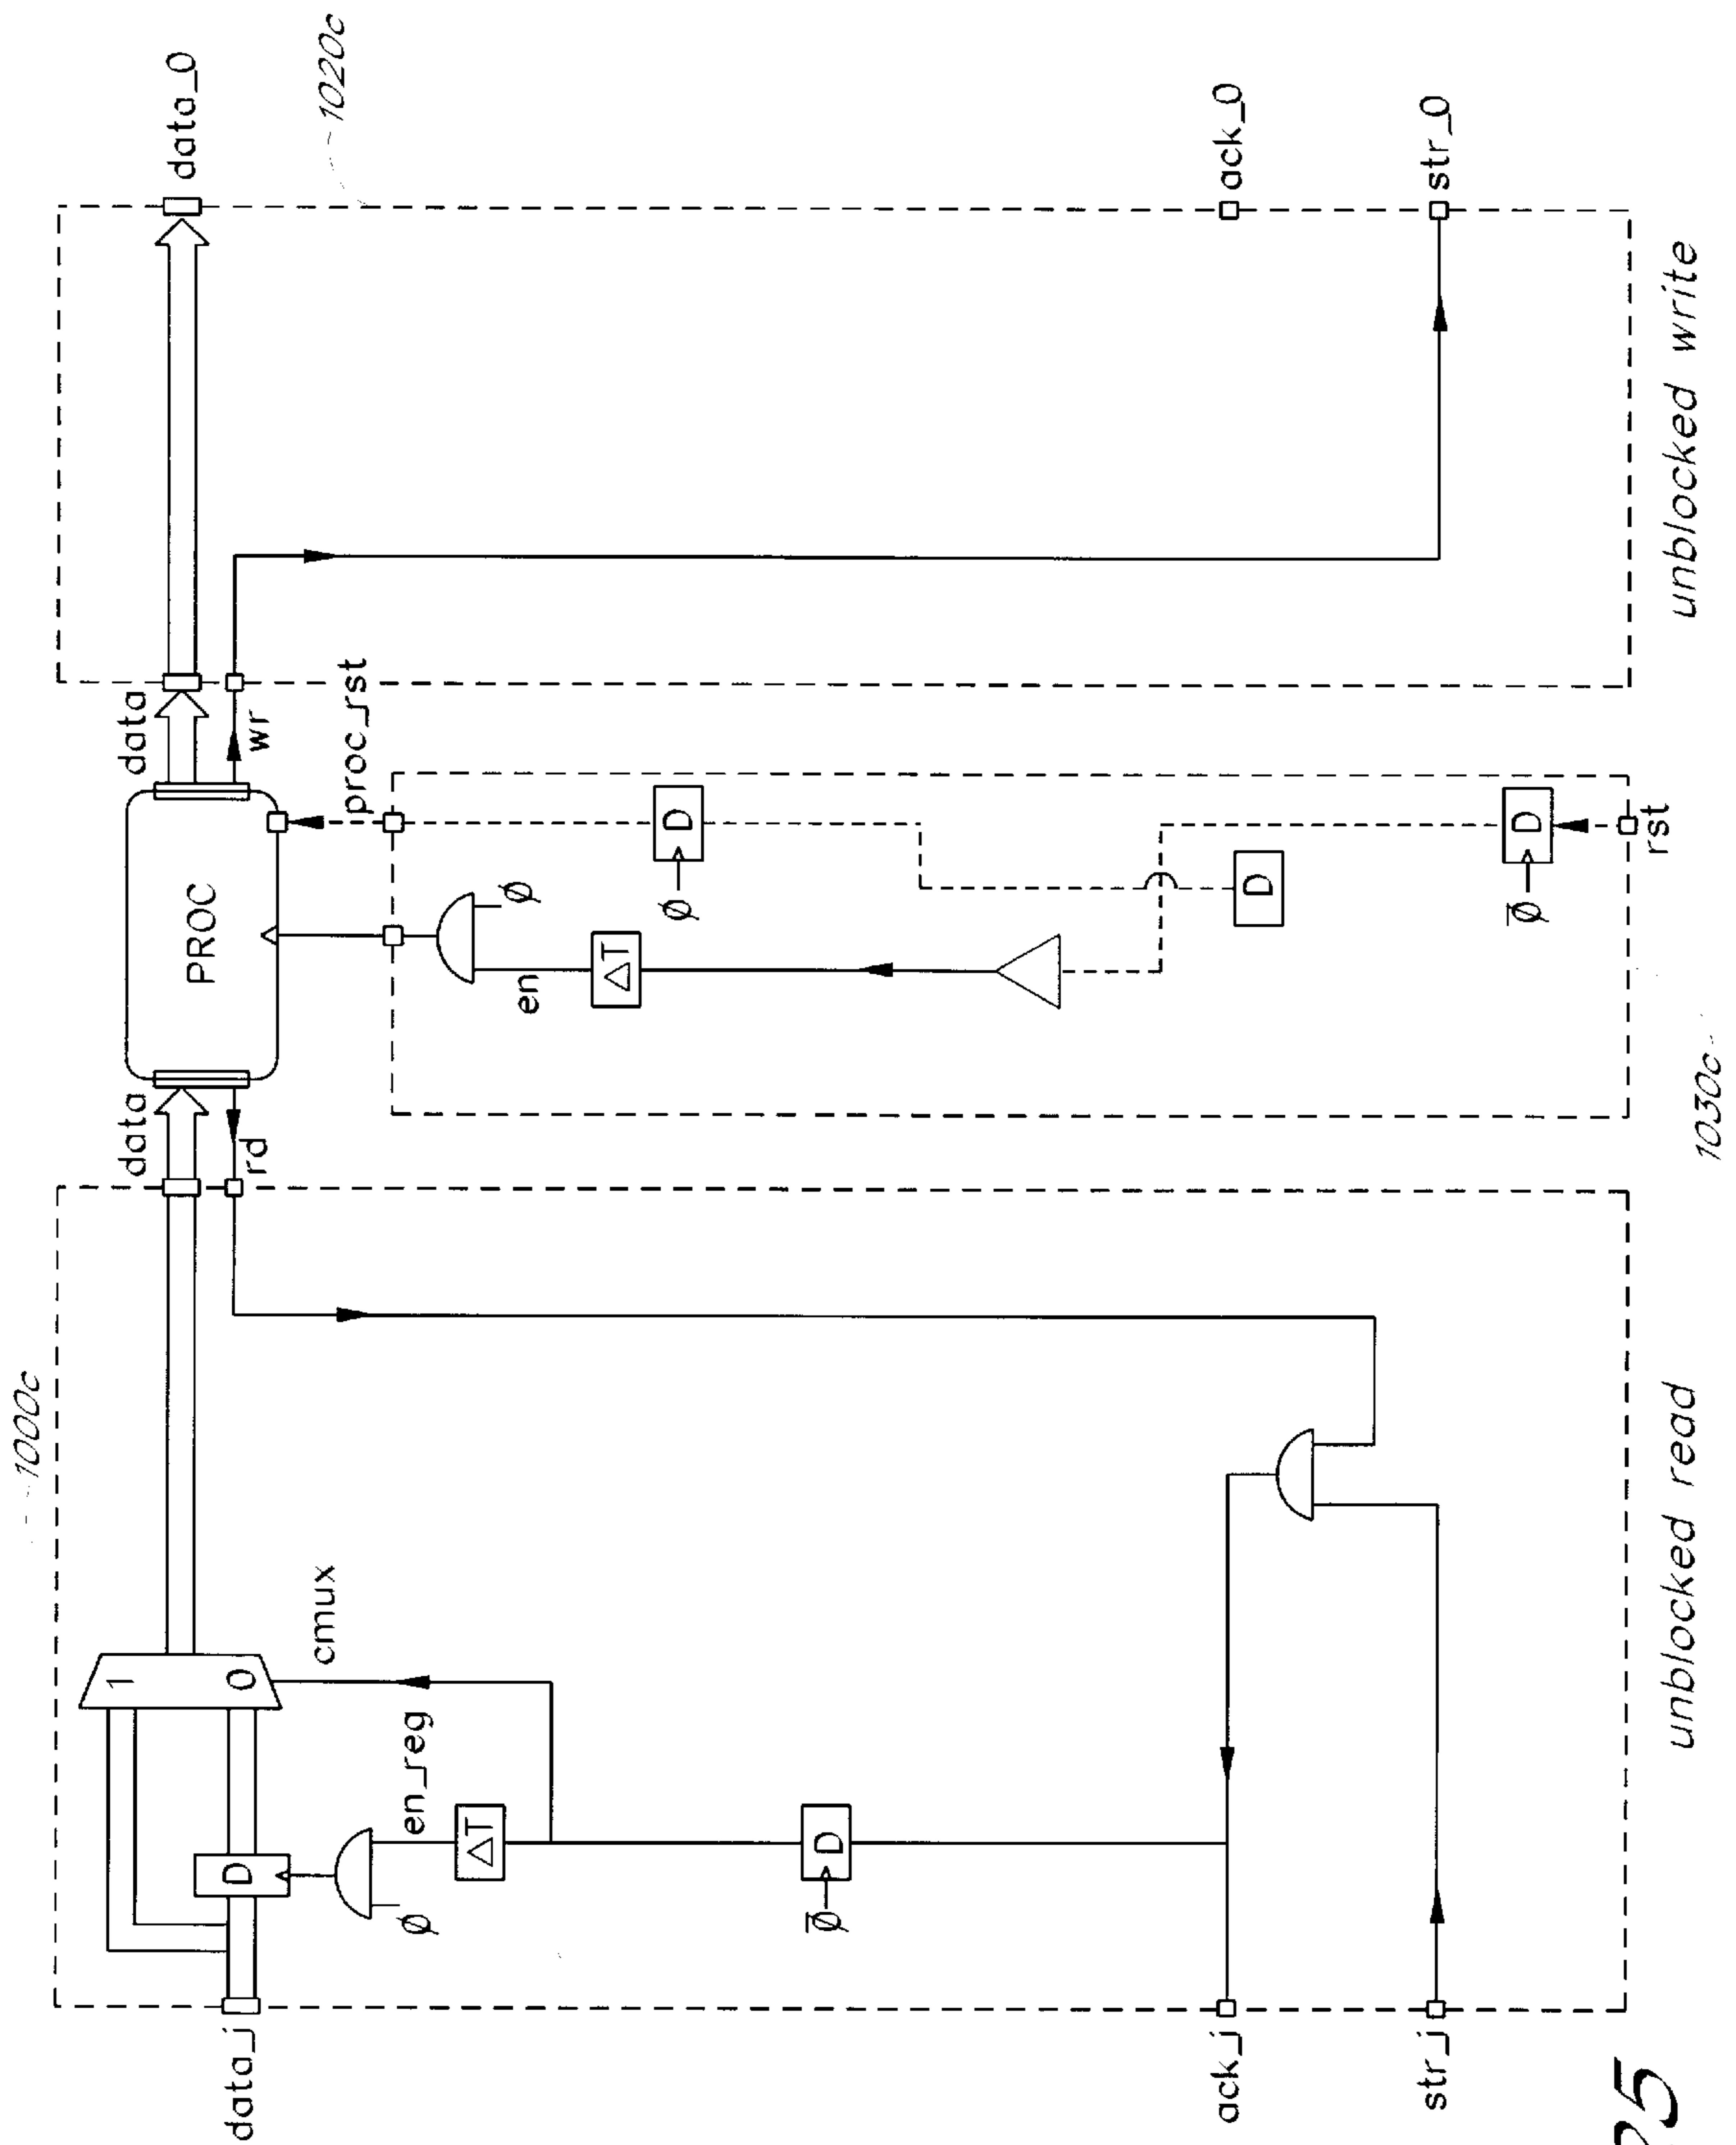 1000c
1020c
data_j
D
1
0
cmux
en_reg
ø
ΔT
D
ø̅
ack_j
str_j
data
rd
PROC
data
wr
proc_rst
en
ø
ΔT
D
ø
D
D
ø̅
rst
data_0
ack_0
str_0
unblocked read
1030c
unblocked write
25